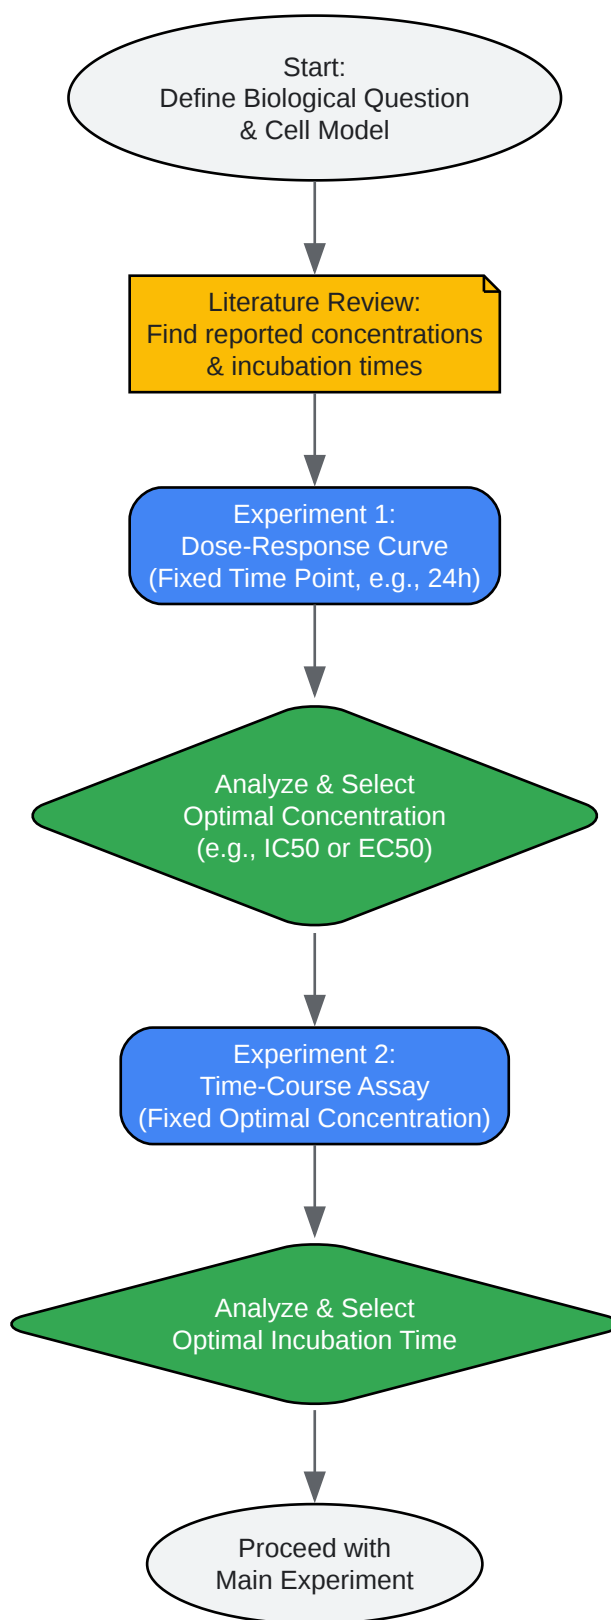 Start:
Define Biological Question
& Cell Model
Literature Review:
Find reported concentrations
& incubation times
Experiment 1:
Dose-Response Curve
(Fixed Time Point, e.g., 24h)
Analyze & Select
Optimal Concentration
(e.g., IC50 or EC50)
Experiment 2:
Time-Course Assay
(Fixed Optimal Concentration)
Analyze & Select
Optimal Incubation Time
Proceed with
Main Experiment